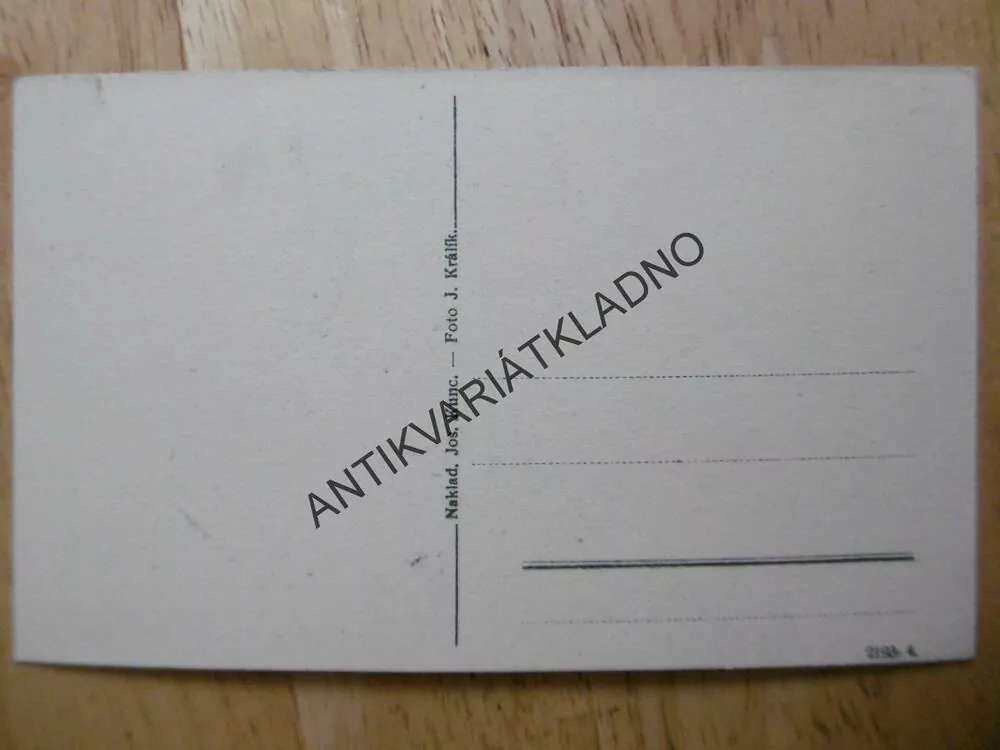 Naklad, Jos. — Foto J. Králík.
ANTIKVARIÁTKLADNO